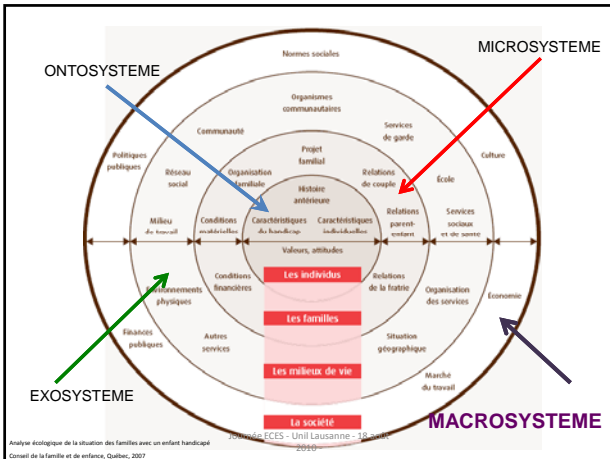 Normes sociales
MICROSYSTEME
ONTOSYSTEME
Organismes
communautaires
Communauté
Services
de garde
Politiques
publiques
Culture
Projet
familial
Réseau
social
Organisation
familiale
Relations
de couple
École
Histoire
antérieure
Milieu
de travail
Conditions
matérielles
Caractéristiques
du handicap
Caractéristiques
individuelles
Relations
parent-
enfant
Services
sociaux
et de santé
Valeurs, attitudes
Les individus
Environnements
physiques
Conditions
financières
Relations
de la fratrie
Organisation
des services
Économie
Les familles
Finances
publiques
Autres
services
Situation
géographique
Les milieux de vie
Marché
du travail
EXOSYSTEME
MACROSYSTEME
La société
Journée ECES - Unil Lausanne - 18 août
2010
Analyse écologique de la situation des familles avec un enfant handicapé
Conseil de la famille et de enfance, Québec, 2007